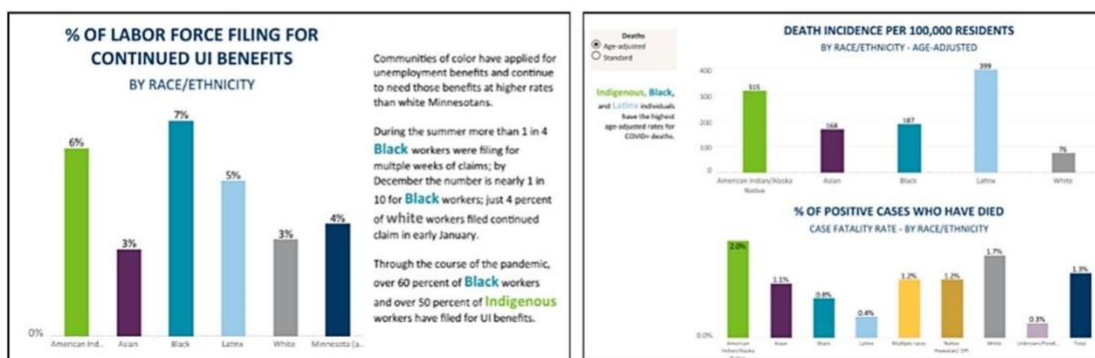 % OF LABOR FORCE FILING FOR
CONTINUED UI BENEFITS
BY RACE/ETHNICITY
6%
3%
7%
5%
3%
4%
0%
American Ind..
Asian
Black
Latinx
White
Minnesota (a..
Communities of color have applied for
unemployment benefits and continue
to need those benefits at higher rates
than white Minnesotans.
During the summer more than 1 in 4
Black workers were filing for
multple weeks of claims; by
December the number is nearly 1 in
10 for Black workers; just 4 percent
of white workers filed continued
claim in early January.
Through the course of the pandemic,
over 60 percent of Black workers
and over 50 percent of Indigenous
workers have filed for UI benefits.
Deaths
Age-adjusted
Standard
Indigenous, Black,
and Latinx individuals
have the highest
age-adjusted rates for
COVID+ deaths.
DEATH INCIDENCE PER 100,000 RESIDENTS
BY RACE/ETHNICITY - AGE-ADJUSTED
400
300
200
100
0
315
168
187
399
76
American Indian/Alaska
Native
Asian
Black
Latinx
White
% OF POSITIVE CASES WHO HAVE DIED
CASE FATALITY RATE - BY RACE/ETHNICITY
2.0%
1.1%
0.8%
0.4%
1.2%
1.2%
1.7%
0.3%
1.3%
0.0%
American
Indian/Alaska
Asian
Black
Latinx
Multiple races
Native
White
Total